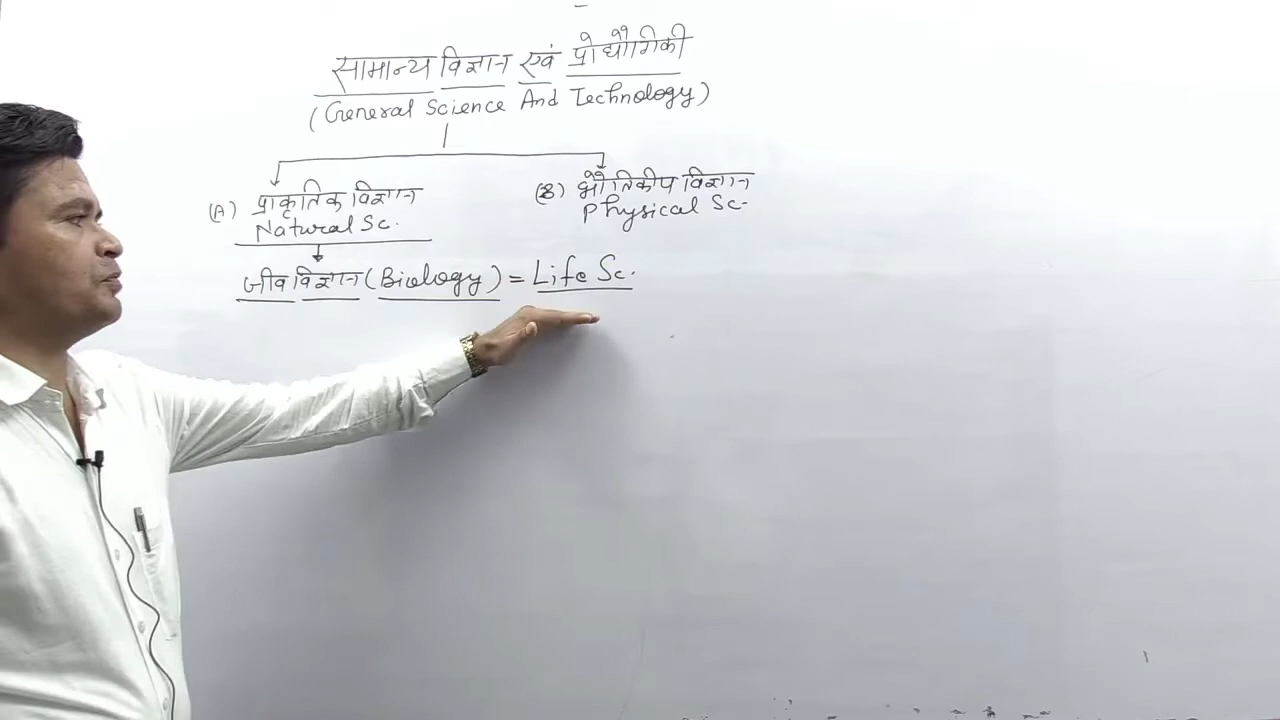 सामान्य विज्ञान एवं प्रोद्यौगिकी
(General Science And Technology)
(A) प्राकृतिक विज्ञान
Natural Sc.
(B) भौतिकीय विज्ञान
Physical Sc.
जीव विज्ञान (Biology) = Life Sc.